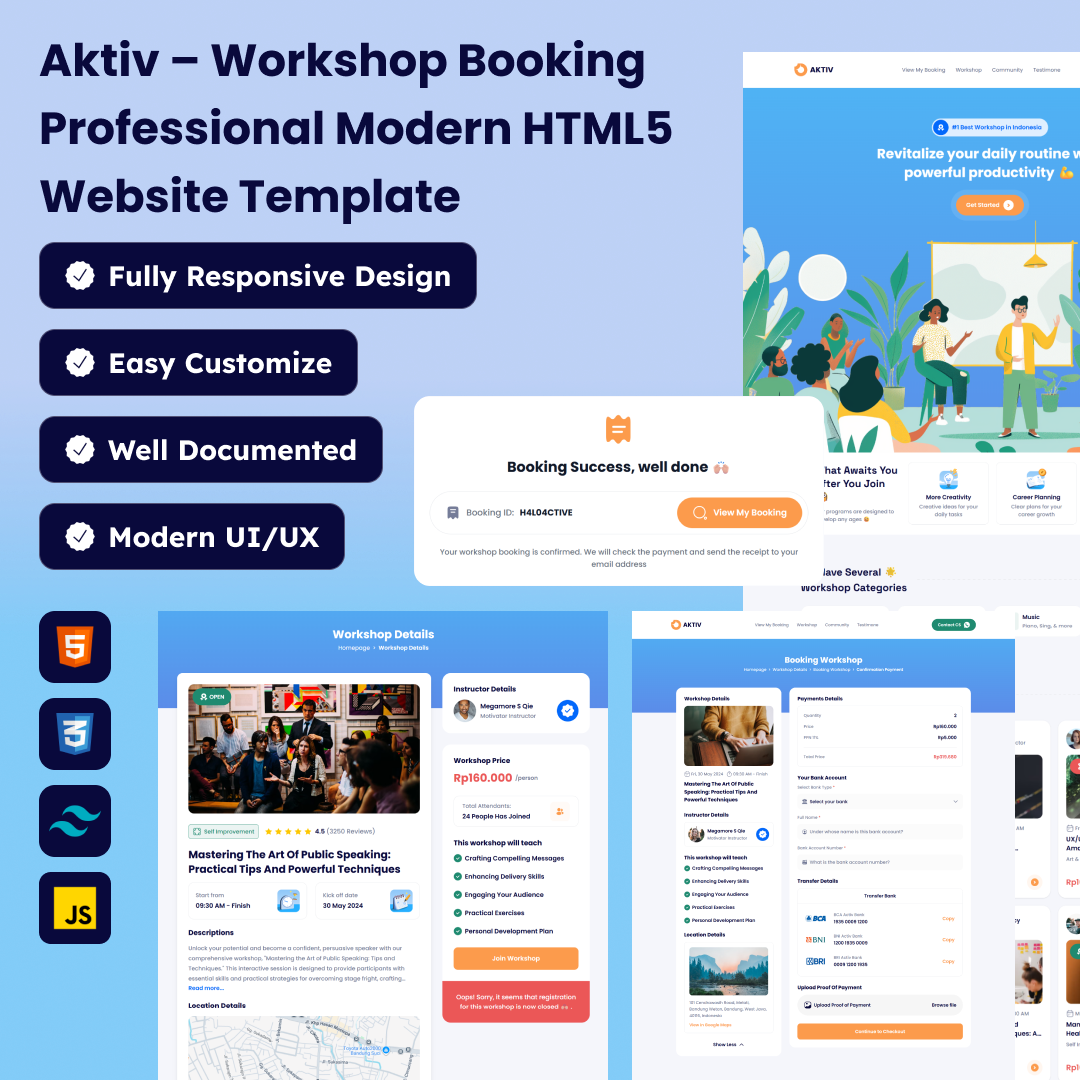 Aktiv – Workshop Booking
Professional Modern HTML5
Website Template
Fully Responsive Design
Easy Customize
Well Documented
Modern UI/UX
AKTIV
View My Booking
Workshop
Community
Testimone
#1 Best Workshop in Indonesia
Revitalize your daily routine w
powerful productivity 💪
Get Started
Booking Success, well done 🙌🏻
Booking ID: H4L04CTIVE
View My Booking
Your workshop booking is confirmed. We will check the payment and send the receipt to your
email address
hat Awaits You
fter You Join
programs are designed to
velop any ages
More Creativity
Creative ideas for your
daily tasks
Career Planning
Clear plans for your
career growth
ave Several 🌟
Workshop Categories
Music
Piano, Sing, & more
5
3
JS
Workshop Details
Homepage > Workshop Details
OPEN
Self Improvement
4.5 (3250 Reviews)
Mastering The Art Of Public Speaking:
Practical Tips And Powerful Techniques
Start from
09:30 AM - Finish
Kick off date
30 May 2024
Descriptions
Unlock your potential and become a confident, persuasive speaker with our
comprehensive workshop, "Mastering the Art of Public Speaking: Tips and
Techniques." This interactive session is designed to provide participants with
essential skills and practical strategies for overcoming stage fright, crafting...
Read more...
Location Details
Instructor Details
Megamore S Qie
Motivator Instructor
Workshop Price
Rp160.000 /person
Total Attendants:
24 People Has Joined
This workshop will teach
Crafting Compelling Messages
Enhancing Delivery Skills
Engaging Your Audience
Practical Exercises
Personal Development Plan
Join Workshop
Oops! Sorry, it seems that registration
for this workshop is now closed
AKTIV
View My Booking
Workshop
Community
Testimone
Contact CS
Booking Workshop
Homepage > Workshop Details > Booking Workshop > Confirmation Payment
Workshop Details
Fri, 30 May 2024
09:30 AM - Finish
Mastering The Art Of Public
Speaking: Practical Tips And
Powerful Techniques
Instructor Details
Megamore S Qie
Motivator Instructor
This workshop will teach
Crafting Compelling Messages
Enhancing Delivery Skills
Engaging Your Audience
Practical Exercises
Personal Development Plan
Location Details
View in Google Maps
Show Less
Payments Details
Quantity
2
Price
Rp160.000
PPN 11%
Total Price
Your Bank Account
Select Bank Type *
Select your bank
Full Name *
Under whose name is this bank account?
Bank Account Number *
What is the bank account number?
Transfer Details
Transfer Bank
BCA
BCA Activ Bank
1935 0009 1200
Copy
BNI
BNI Activ Bank
1200 1935 0009
Copy
BRI
BRI Activ Bank
0009 1200 1935
Copy
Upload Proof Of Payment
Upload Proof of Payment
Browse file
Continue to Checkout